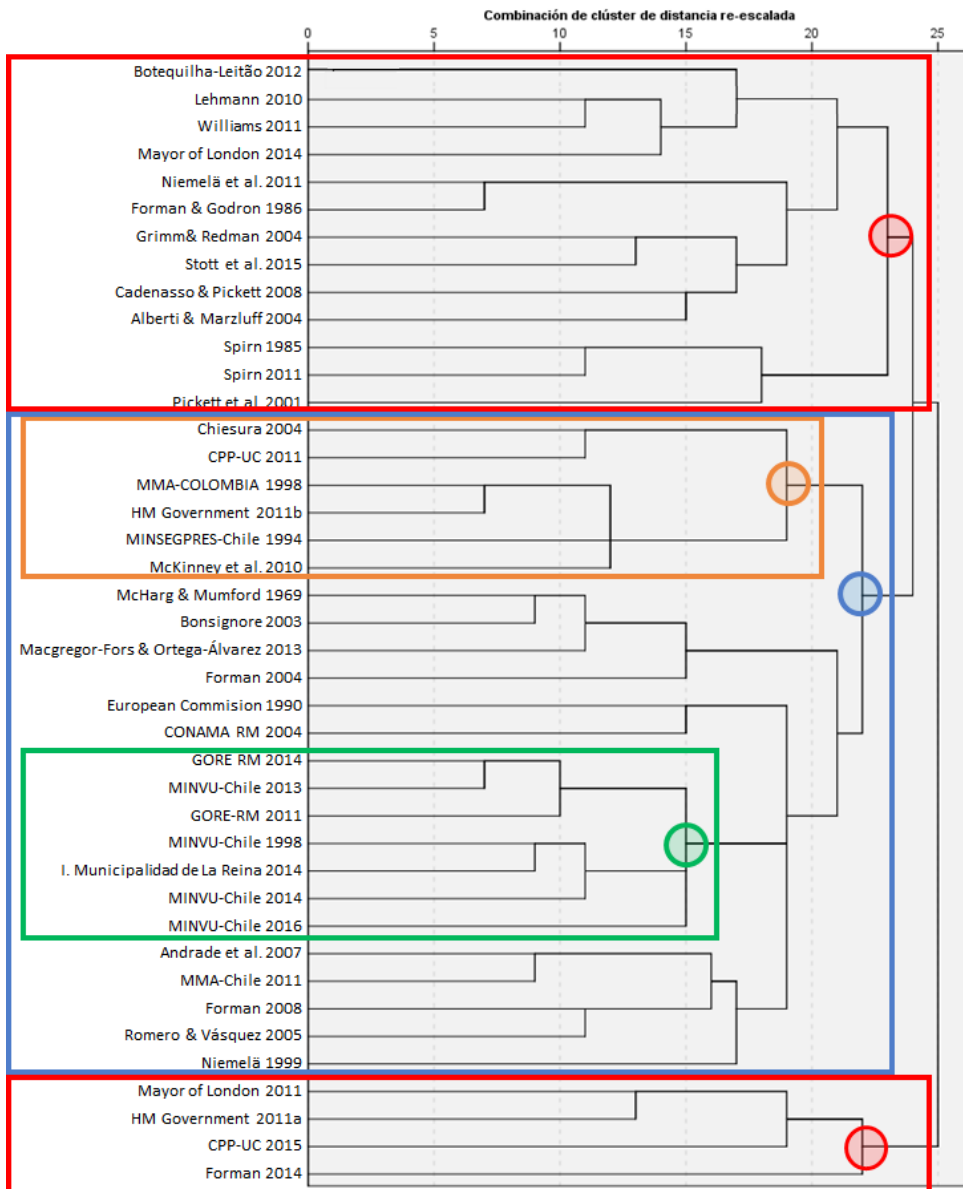 Combinación de clúster de distancia re-escalada
0 5 10 15 20 25
Botequilha-Leitão 2012
Lehmann 2010
Williams 2011
Mayor of London 2014
Niemelä et al. 2011
Forman & Godron 1986
Grimm& Redman 2004
Stott et al. 2015
Cadenasso & Pickett 2008
Alberti & Marzluff 2004
Spirn 1985
Spirn 2011
Pickett et al. 2001
Chiesura 2004
CPP-UC 2011
MMA-COLOMBIA 1998
HM Government 2011b
MINSEGPRES-Chile 1994
McKinney et al. 2010
McHarg & Mumford 1969
Bonsignore 2003
Macgregor-Fors & Ortega-Álvarez 2013
Forman 2004
European Commision 1990
CONAMA RM 2004
GORE RM 2014
MINVU-Chile 2013
GORE-RM 2011
MINVU-Chile 1998
I. Municipalidad de La Reina 2014
MINVU-Chile 2014
MINVU-Chile 2016
Andrade et al. 2007
MMA-Chile 2011
Forman 2008
Romero & Vásquez 2005
Niemelä 1999
Mayor of London 2011
HM Government 2011a
CPP-UC 2015
Forman 2014